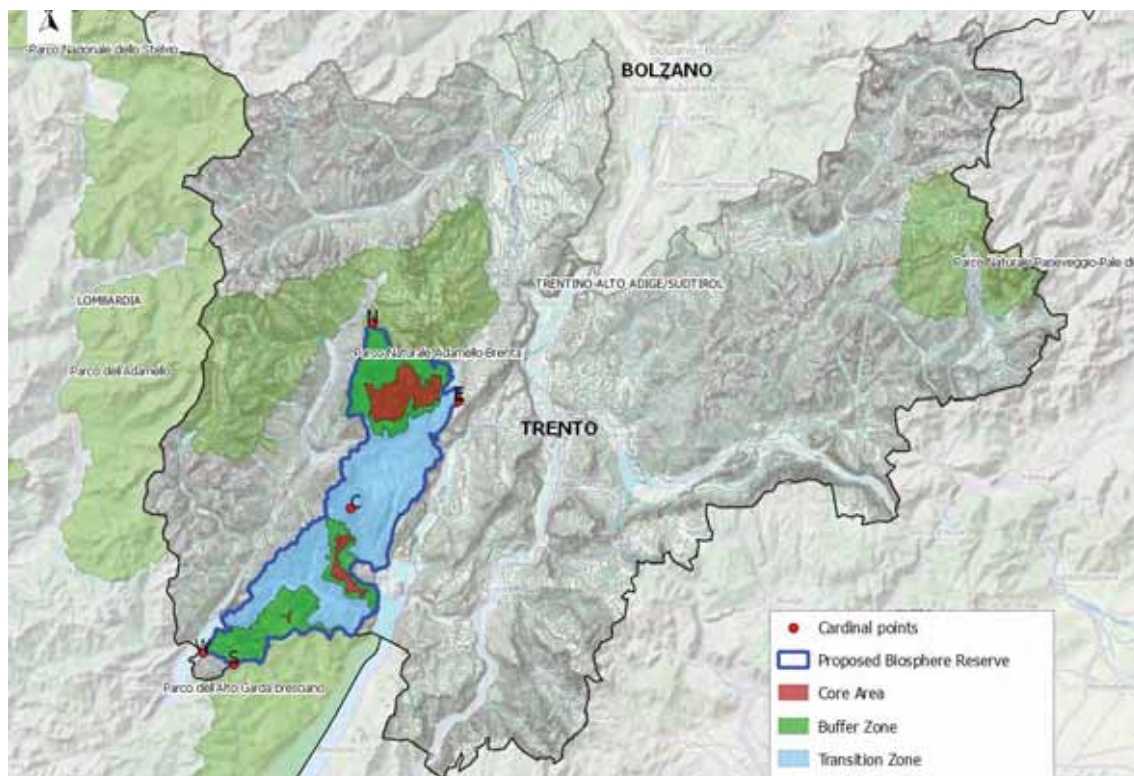 Parco Nazionale dello Stelvio
BOLZANO
Parco Naturale Paneveggio-Pale di
TRENTINO-ALTO ADIGE/SUDTIROL
LOMBARDIA
N
Parco Naturale Adamello-Brenta
Parco dell'Adamello
E
TRENTO
C
S
Parco dell'Alto Garda Bresciano
Cardinal points
Proposed Biosphere Reserve
Core Area
Buffer Zone
Transition Zone